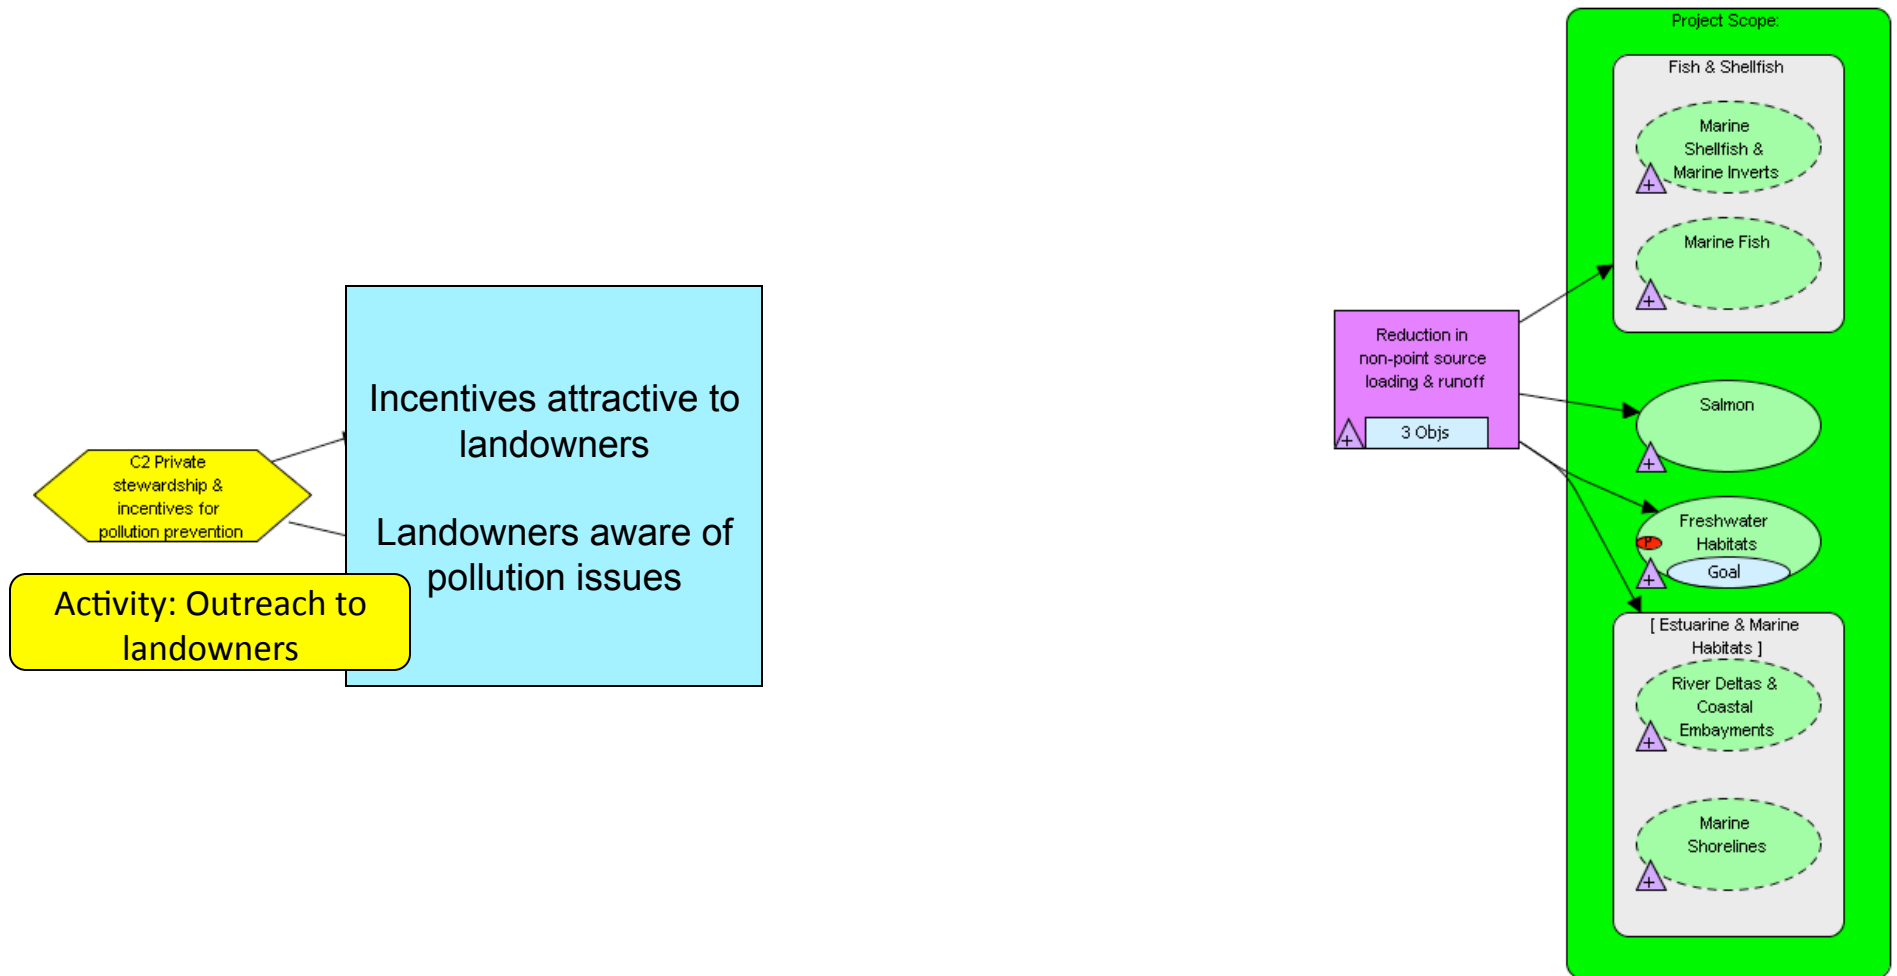 C2 Private
stewardship &
incentives for
pollution prevention
Activity: Outreach to
landowners
Incentives attractive to
landowners
Landowners aware of
pollution issues
Reduction in
non-point source
loading & runoff
+
3 Objs
Project Scope:
Fish & Shellfish
Marine
Shellfish &
Marine Inverts
+
Marine Fish
+
Salmon
+
Freshwater
P
Habitats
Goal
+
[ Estuarine & Marine
Habitats ]
River Deltas &
Coastal
Embayments
+
Marine
Shorelines
+